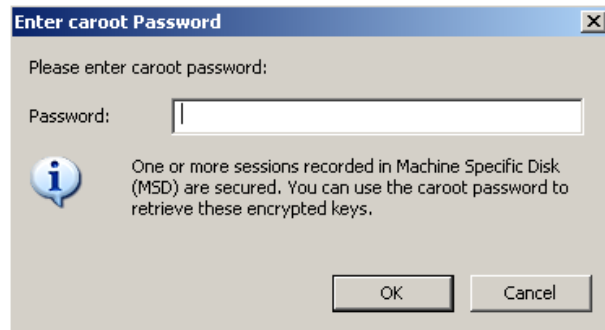 Enter caroot Password
Please enter caroot password:
Password:
One or more sessions recorded in Machine Specific Disk
(MSD) are secured. You can use the caroot password to
retrieve these encrypted keys.
OK Cancel